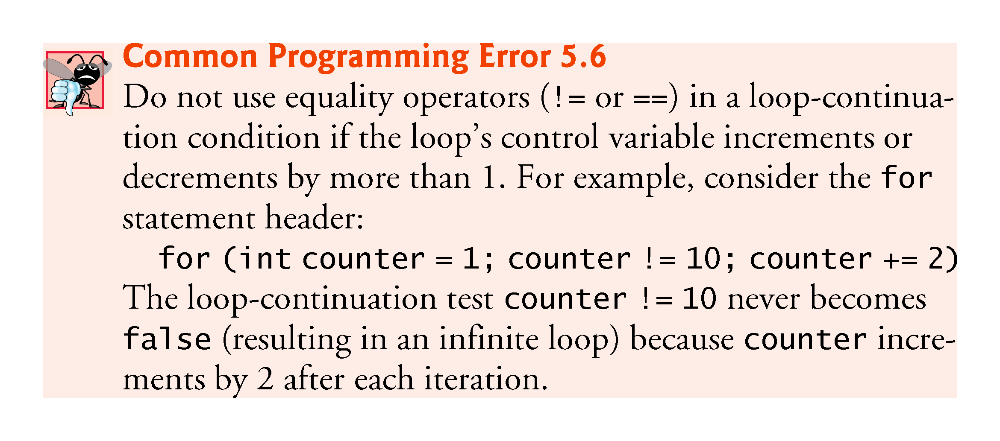 Common Programming Error 5.6
Do not use equality operators (!= or ==) in a loop-continua-
tion condition if the loop’s control variable increments or
decrements by more than 1. For example, consider the for
statement header:
for (int counter = 1; counter != 10; counter += 2)
The loop-continuation test counter != 10 never becomes
false (resulting in an infinite loop) because counter incre-
ments by 2 after each iteration.